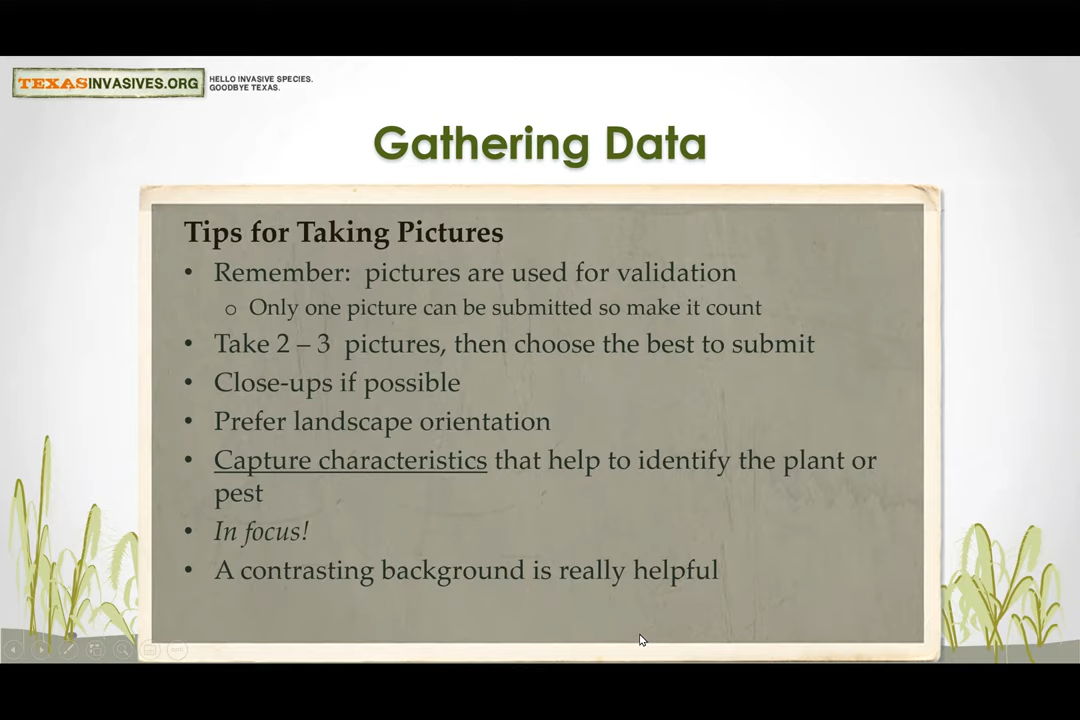 TEXASINVASIVES.ORG
HELLO INVASIVE SPECIES.
GOODBYE TEXAS.
Gathering Data
Tips for Taking Pictures
• Remember:  pictures are used for validation
o Only one picture can be submitted so make it count
• Take 2 – 3  pictures, then choose the best to submit
• Close-ups if possible
• Prefer landscape orientation
• Capture characteristics that help to identify the plant or
pest
• In focus!
• A contrasting background is really helpful